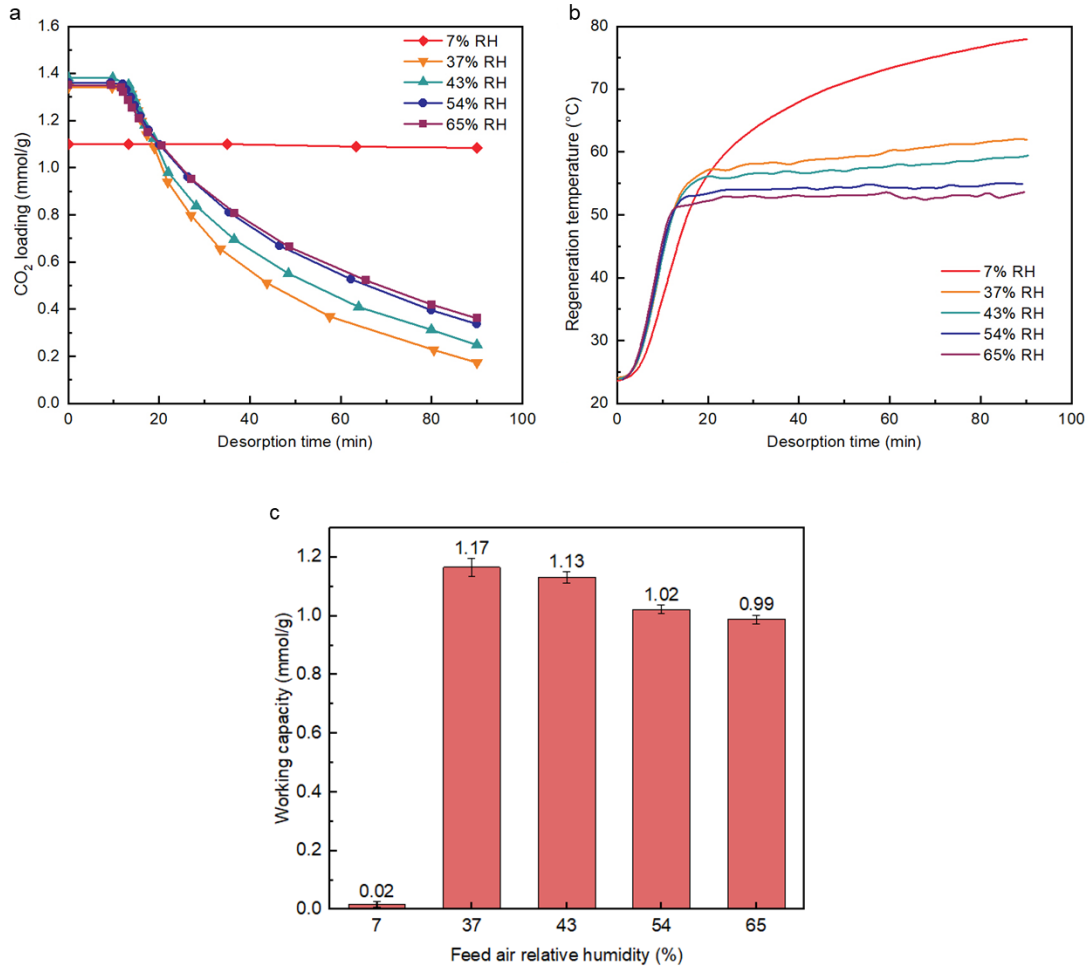 a
CO₂ loading (mmol/g)
1.6
1.4
1.2
1.0
0.8
0.6
0.4
0.2
0.0
0
20
40
60
80
100
Desorption time (min)
7% RH
37% RH
43% RH
54% RH
65% RH
b
Regeneration temperature (°C)
80
70
60
50
40
30
20
0
20
40
60
80
100
Desorption time (min)
7% RH
37% RH
43% RH
54% RH
65% RH
c
Working capacity (mmol/g)
1.2
1.0
0.8
0.6
0.4
0.2
0.0
0.02
1.17
1.13
1.02
0.99
7
37
43
54
65
Feed air relative humidity (%)